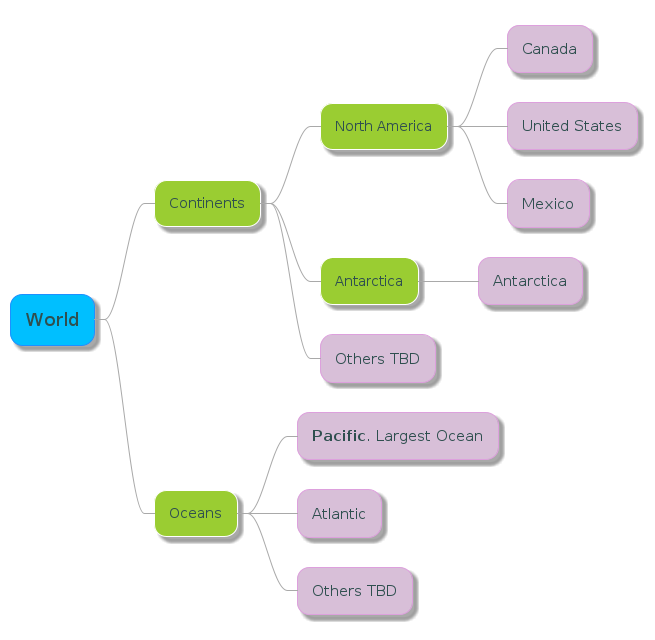 World
Continents
North America
Canada
United States
Mexico
Antarctica
Antarctica
Others TBD
Oceans
Pacific. Largest Ocean
Atlantic
Others TBD